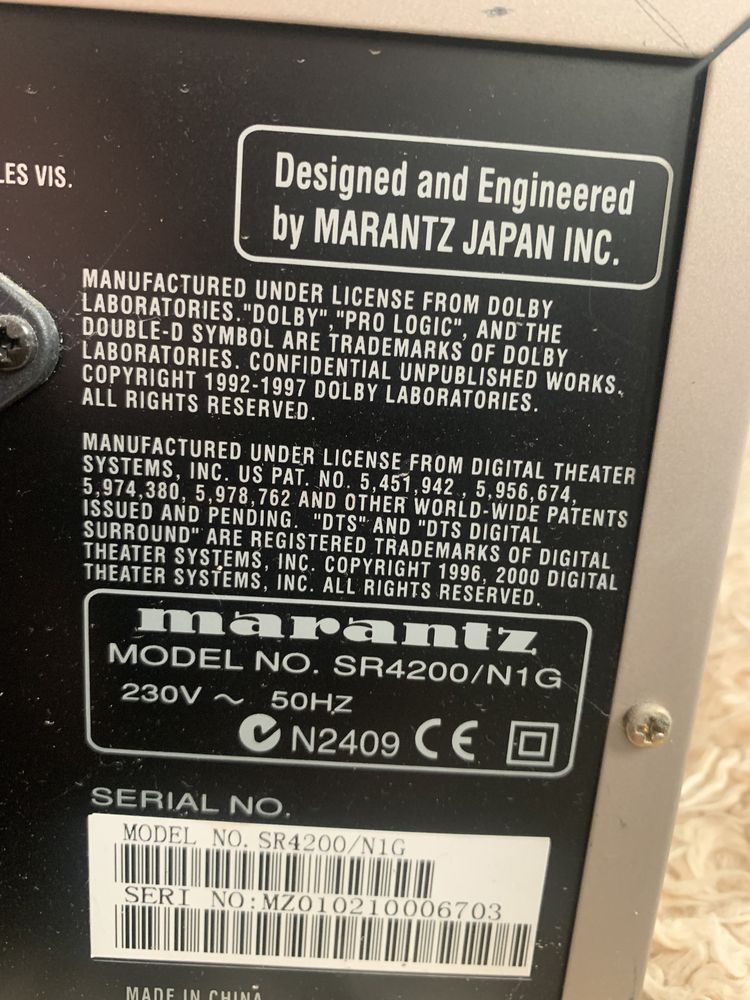 LES VIS.
Designed and Engineered
by MARANTZ JAPAN INC.
MANUFACTURED UNDER LICENSE FROM DOLBY
LABORATORIES."DOLBY","PRO LOGIC", AND THE
DOUBLE-D SYMBOL ARE TRADEMARKS OF DOLBY
LABORATORIES. CONFIDENTIAL UNPUBLISHED WORKS.
COPYRIGHT 1992-1997 DOLBY LABORATORIES.
ALL RIGHTS RESERVED.
MANUFACTURED UNDER LICENSE FROM DIGITAL THEATER
SYSTEMS, INC. US PAT. NO. 5,451,942 , 5,956,674,
5,974,380, 5,978,762 AND OTHER WORLD-WIDE PATENTS
ISSUED AND PENDING. "DTS" AND "DTS DIGITAL
SURROUND" ARE REGISTERED TRADEMARKS OF DIGITAL
THEATER SYSTEMS, INC. COPYRIGHT 1996, 2000 DIGITAL
THEATER SYSTEMS, INC. ALL RIGHTS RESERVED.
marantz
MODEL NO. SR4200/N1G
230V ~ 50HZ
N2409 CE
SERIAL NO.
MODEL NO. SR4200/N1G
SERI NO:MZ010210006703
MADE IN CHINA